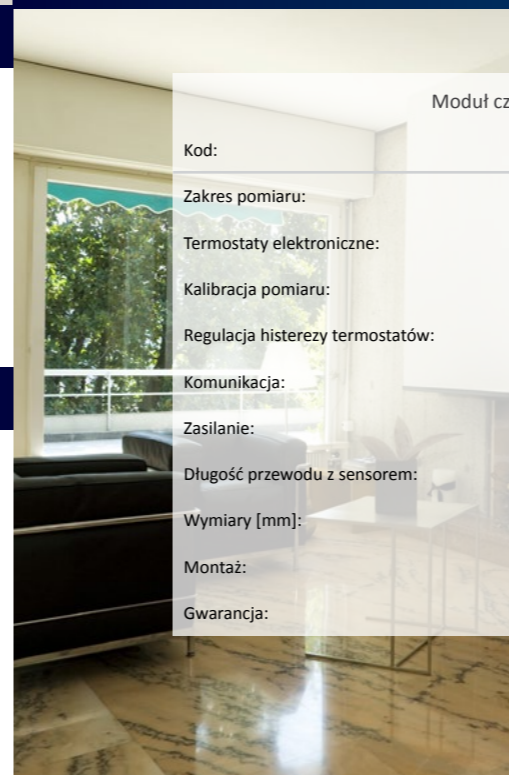 Moduł cz
Kod:
Zakres pomiaru:
Termostaty elektroniczne:
Kalibracja pomiaru:
Regulacja histerezy termostatów:
Komunikacja:
Zasilanie:
Długość przewodu z sensorem:
Wymiary [mm]:
Montaż:
Gwarancja: